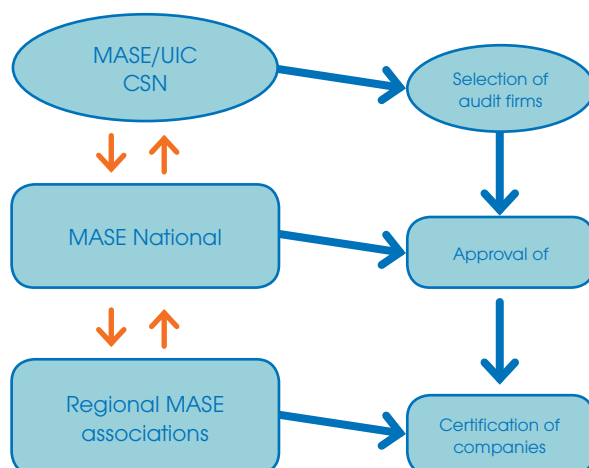 MASE/UIC
CSN
Selection of
audit firms
MASE National
Approval of
Regional MASE
associations
Certification of
companies